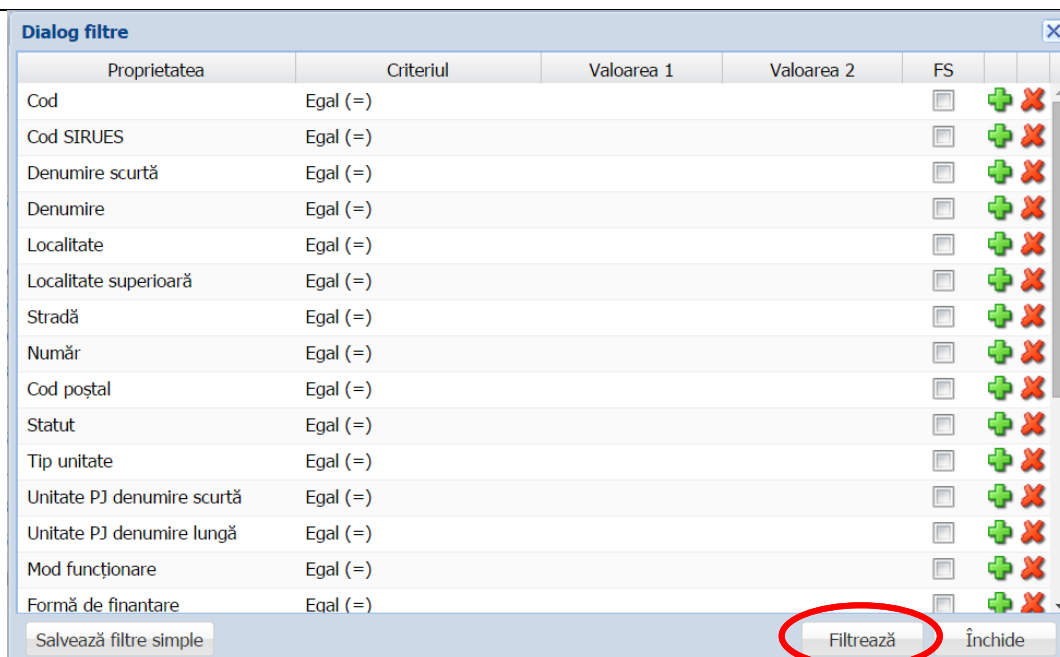 Dialog filtre
Proprietatea Criteriul Valoarea 1 Valoarea 2 FS
Cod Egal (=)
Cod SIRUES Egal (=)
Denumire scurtă Egal (=)
Denumire Egal (=)
Localitate Egal (=)
Localitate superioară Egal (=)
Stradă Egal (=)
Număr Egal (=)
Cod poștal Egal (=)
Statut Egal (=)
Tip unitate Egal (=)
Unitate PJ denumire scurtă Egal (=)
Unitate PJ denumire lungă Egal (=)
Mod funcționare Egal (=)
Formă de finantare Egal (=)
Salvează filtre simple Filtrează Închide